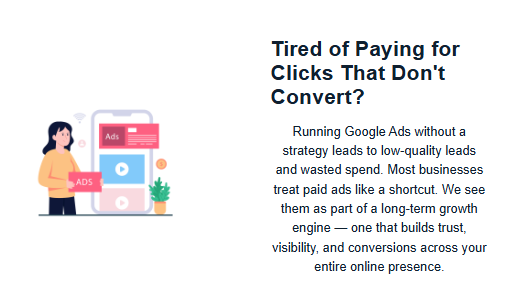 Tired of Paying for
Clicks That Don't
Convert?
Running Google Ads without a
strategy leads to low-quality leads
and wasted spend. Most businesses
treat paid ads like a shortcut. We see
them as part of a long-term growth
engine — one that builds trust,
visibility, and conversions across your
entire online presence.
Ads
ADS